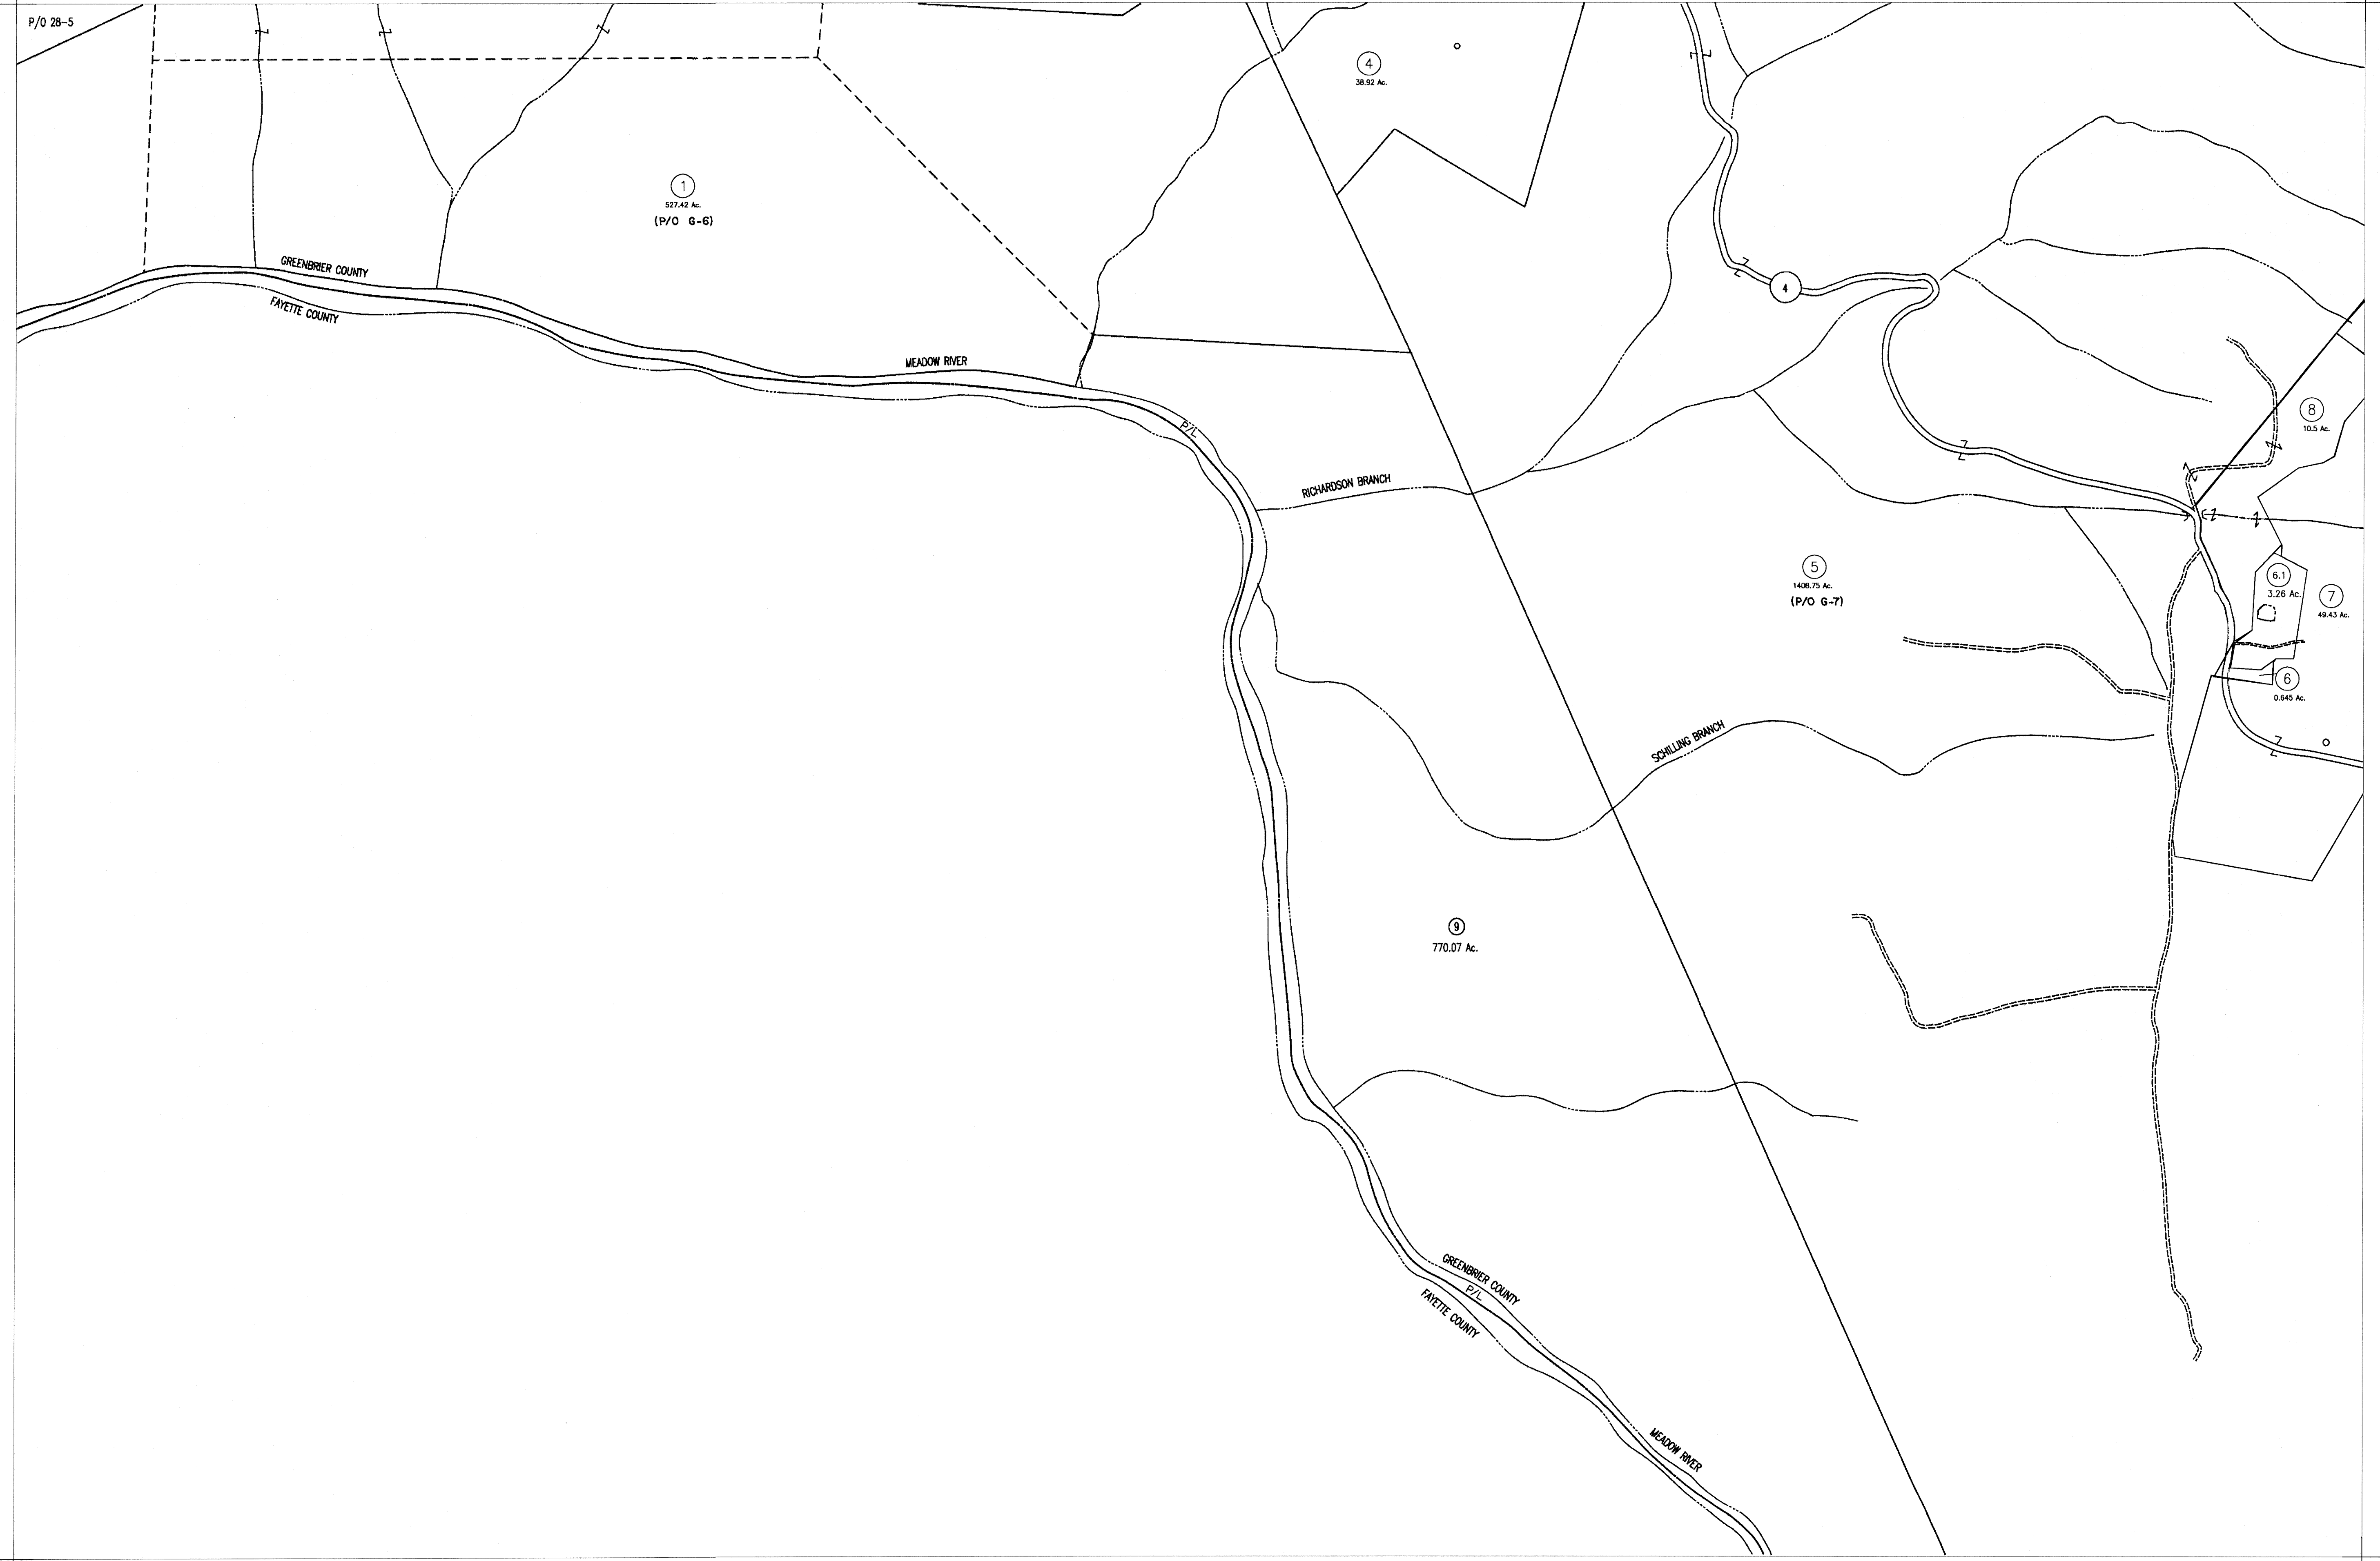 P/O 28-5
4
38.92 Ac.
1
527.42 Ac.
(P/O G-6)
GREENBRIER COUNTY
FAYETTE COUNTY
4
MEADOW RIVER
P/L
8
10.5 Ac.
RICHARDSON BRANCH
5
1408.75 Ac.
(P/O G-7)
6.1
3.26 Ac.
7
49.43 Ac.
6
0.645 Ac.
SCHILLING BRANCH
9
770.07 Ac.
GREENBRIER COUNTY
P/L
FAYETTE COUNTY
MEADOW RIVER